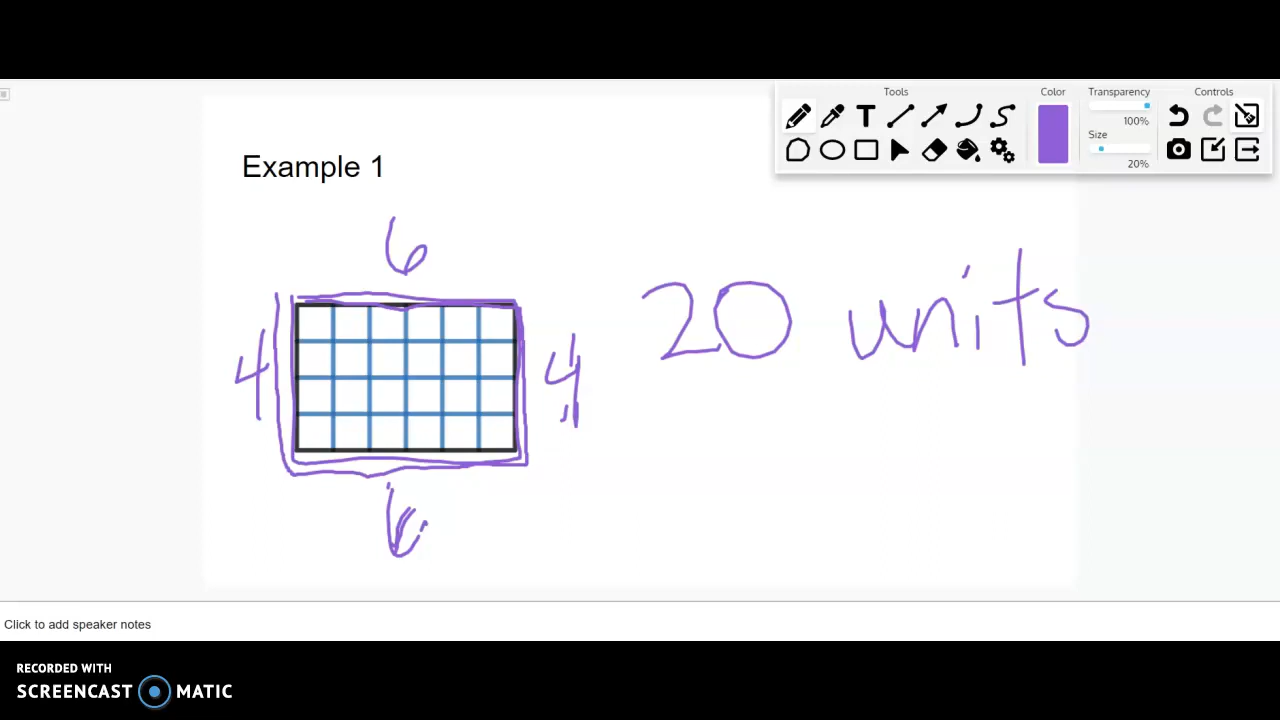 Tools
Color
Transparency
Controls
100%
Size
20%
Example 1
6
20 units
4
4
6
Click to add speaker notes
RECORDED WITH
SCREENCAST MATIC